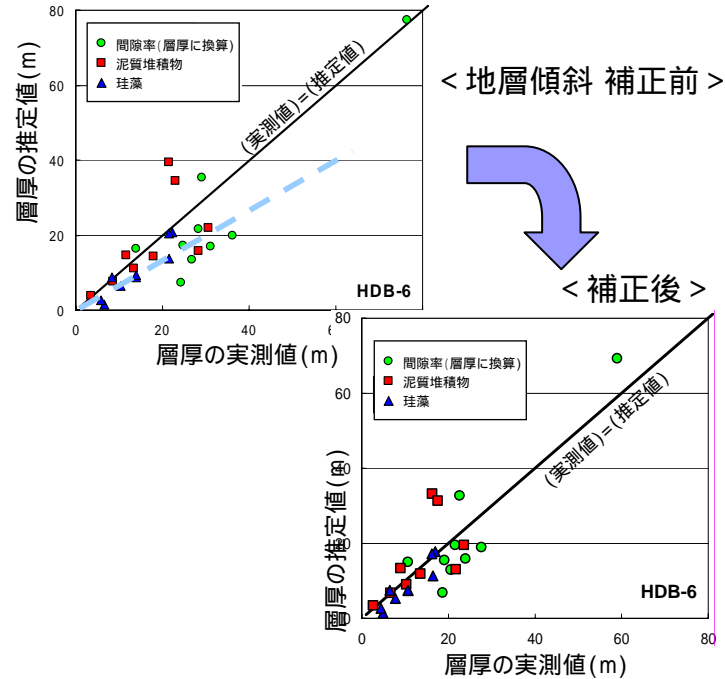 80
60
40
20
0
層厚の推定値(m)
間隙率(層厚に換算)
泥質堆積物
珪藻
(実測値)=(推定値)
HDB-6
0
20
40
6
層厚の実測値(m)
<地層傾斜 補正前>
<補正後>
80
60
40
20
0
層厚の推定値(m)
間隙率(層厚に換算)
泥質堆積物
珪藻
(実測値)=(推定値)
HDB-6
0
20
40
60
80
層厚の実測値(m)